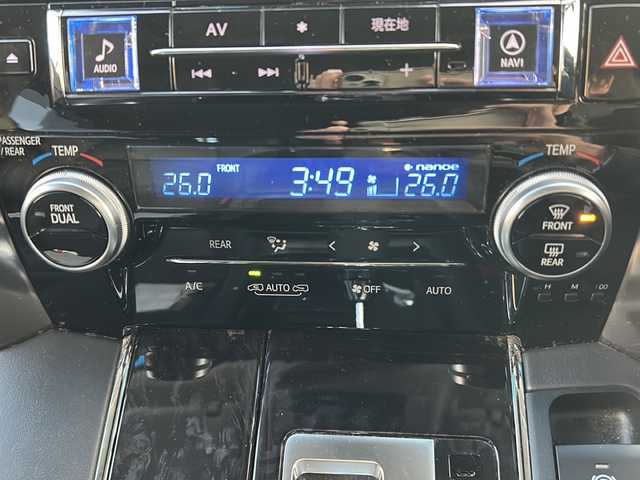 AV
現在地
AUDIO
NAVI
PASSENGER
/ REAR
TEMP
TEMP
FRONT
nanoe
26.0
3:49
26.0
FRONT
DUAL
FRONT
REAR
REAR
A/C
AUTO
OFF
AUTO
H M